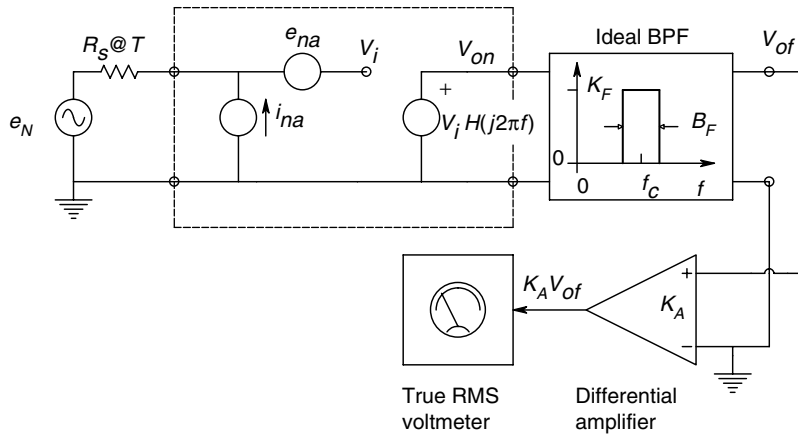 Ideal BPF
R_S @ T
e_na
V_i
V_on
V_of
e_N
i_na
+
V_i H(j2πf)
K_F
B_F
0
0
f_c
f
K_A V_of
+
K_A
−
True RMS
voltmeter
Differential
amplifier